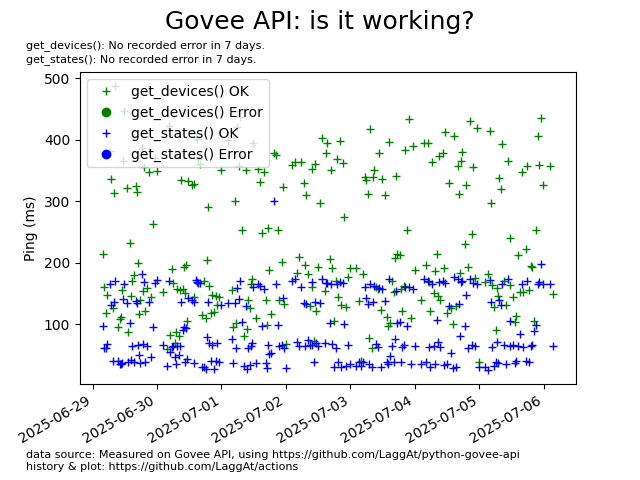 Govee API: is it working?
get_devices(): No recorded error in 7 days.
get_states(): No recorded error in 7 days.
500
400
300
200
100
Ping (ms)
get_devices() OK
get_devices() Error
get_states() OK
get_states() Error
2025-06-29
2025-06-30
2025-07-01
2025-07-02
2025-07-03
2025-07-04
2025-07-05
2025-07-06
data source: Measured on Govee API, using https://github.com/LaggAt/python-govee-api
history & plot: https://github.com/LaggAt/actions